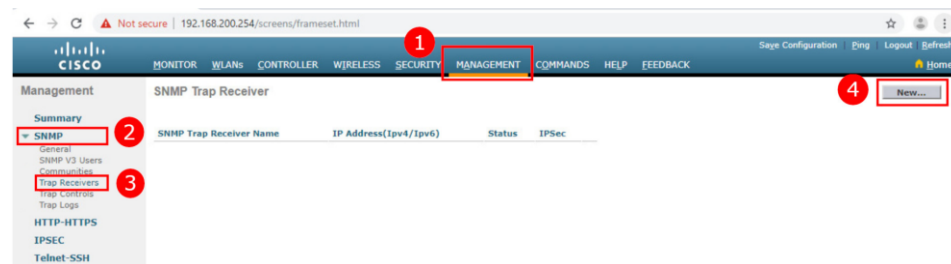 Not secure | 192.168.200.254/screens/frameset.html
1
Save Configuration | Ping | Logout | Refresh
CISCO
MONITOR WLANs CONTROLLER WIRELESS SECURITY MANAGEMENT COMMANDS HELP FEEDBACK Home
Management
SNMP Trap Receiver
4
New...
Summary
SNMP
2
SNMP Trap Receiver Name IP Address(Ipv4/Ipv6) Status IPSec
General
SNMP V3 Users
Communities
Trap Receivers
3
Trap Controls
Trap Logs
HTTP-HTTPS
IPSEC
Telnet-SSH